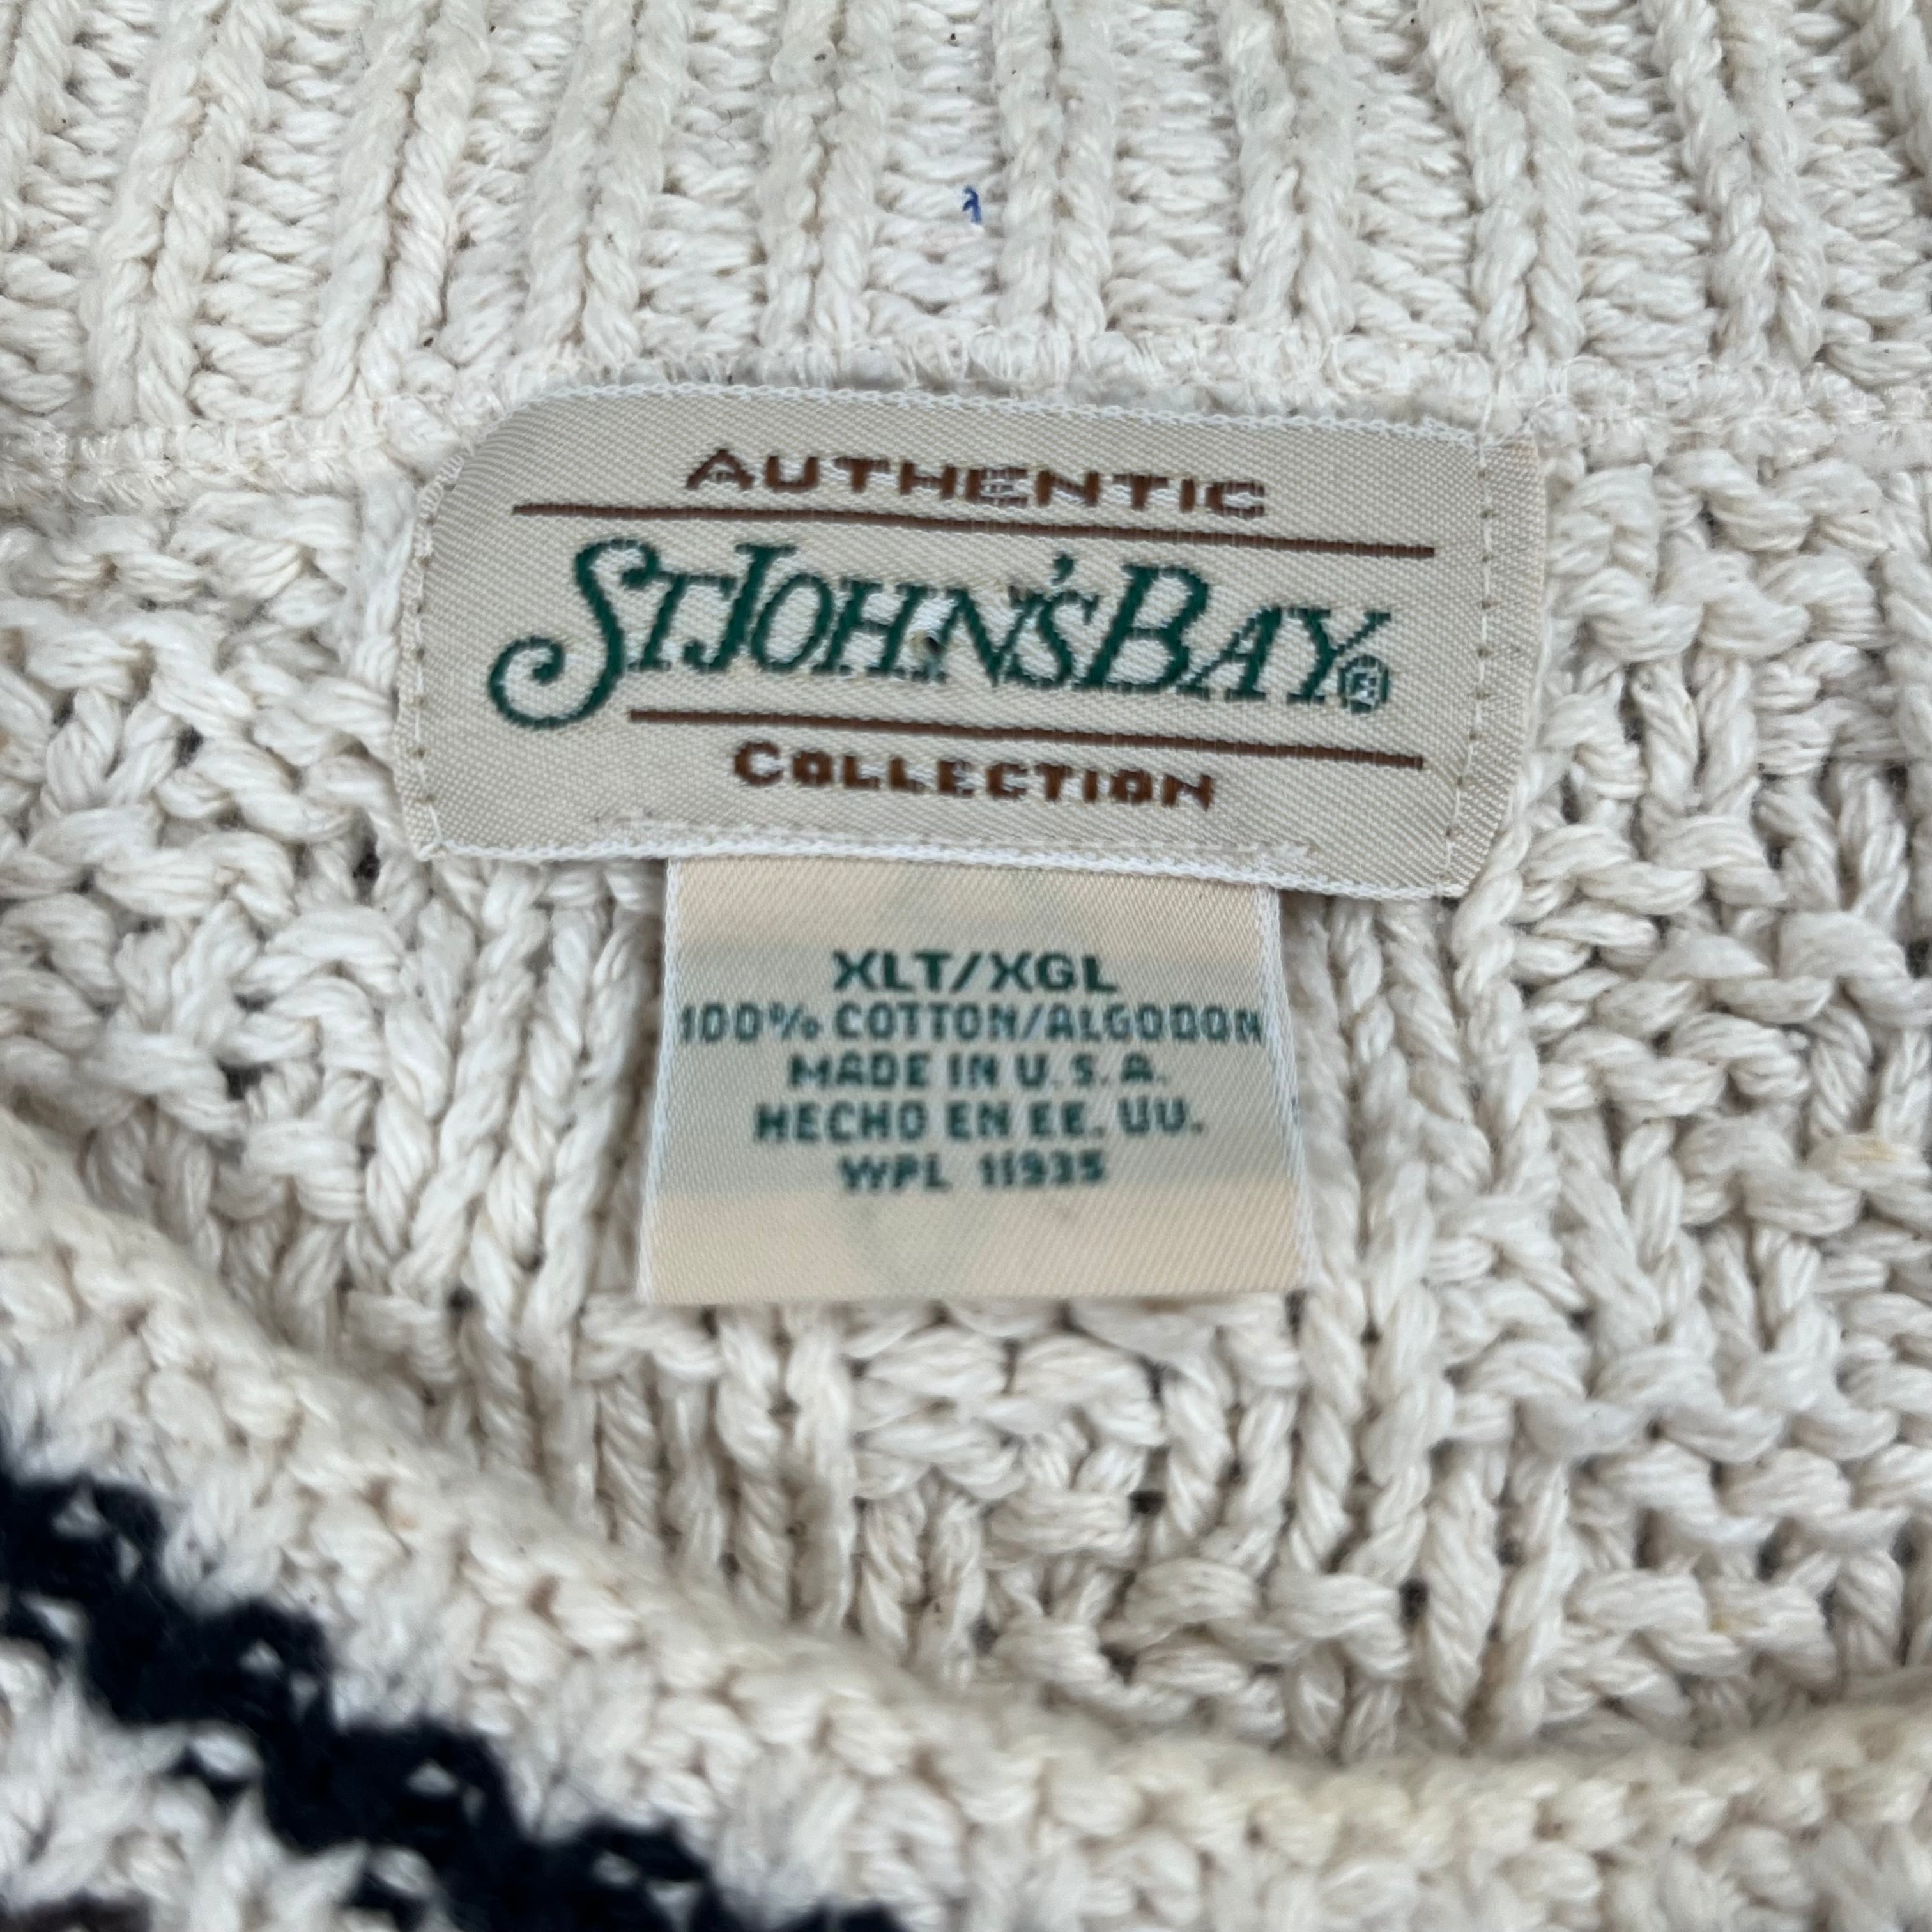 AUTHENTIC
ST JOHN'S BAY®
COLLECTION
XLT/XGL
100% COTTON/ALGODON
MADE IN U.S.A.
HECHO EN EE. UU.
WPL 11935